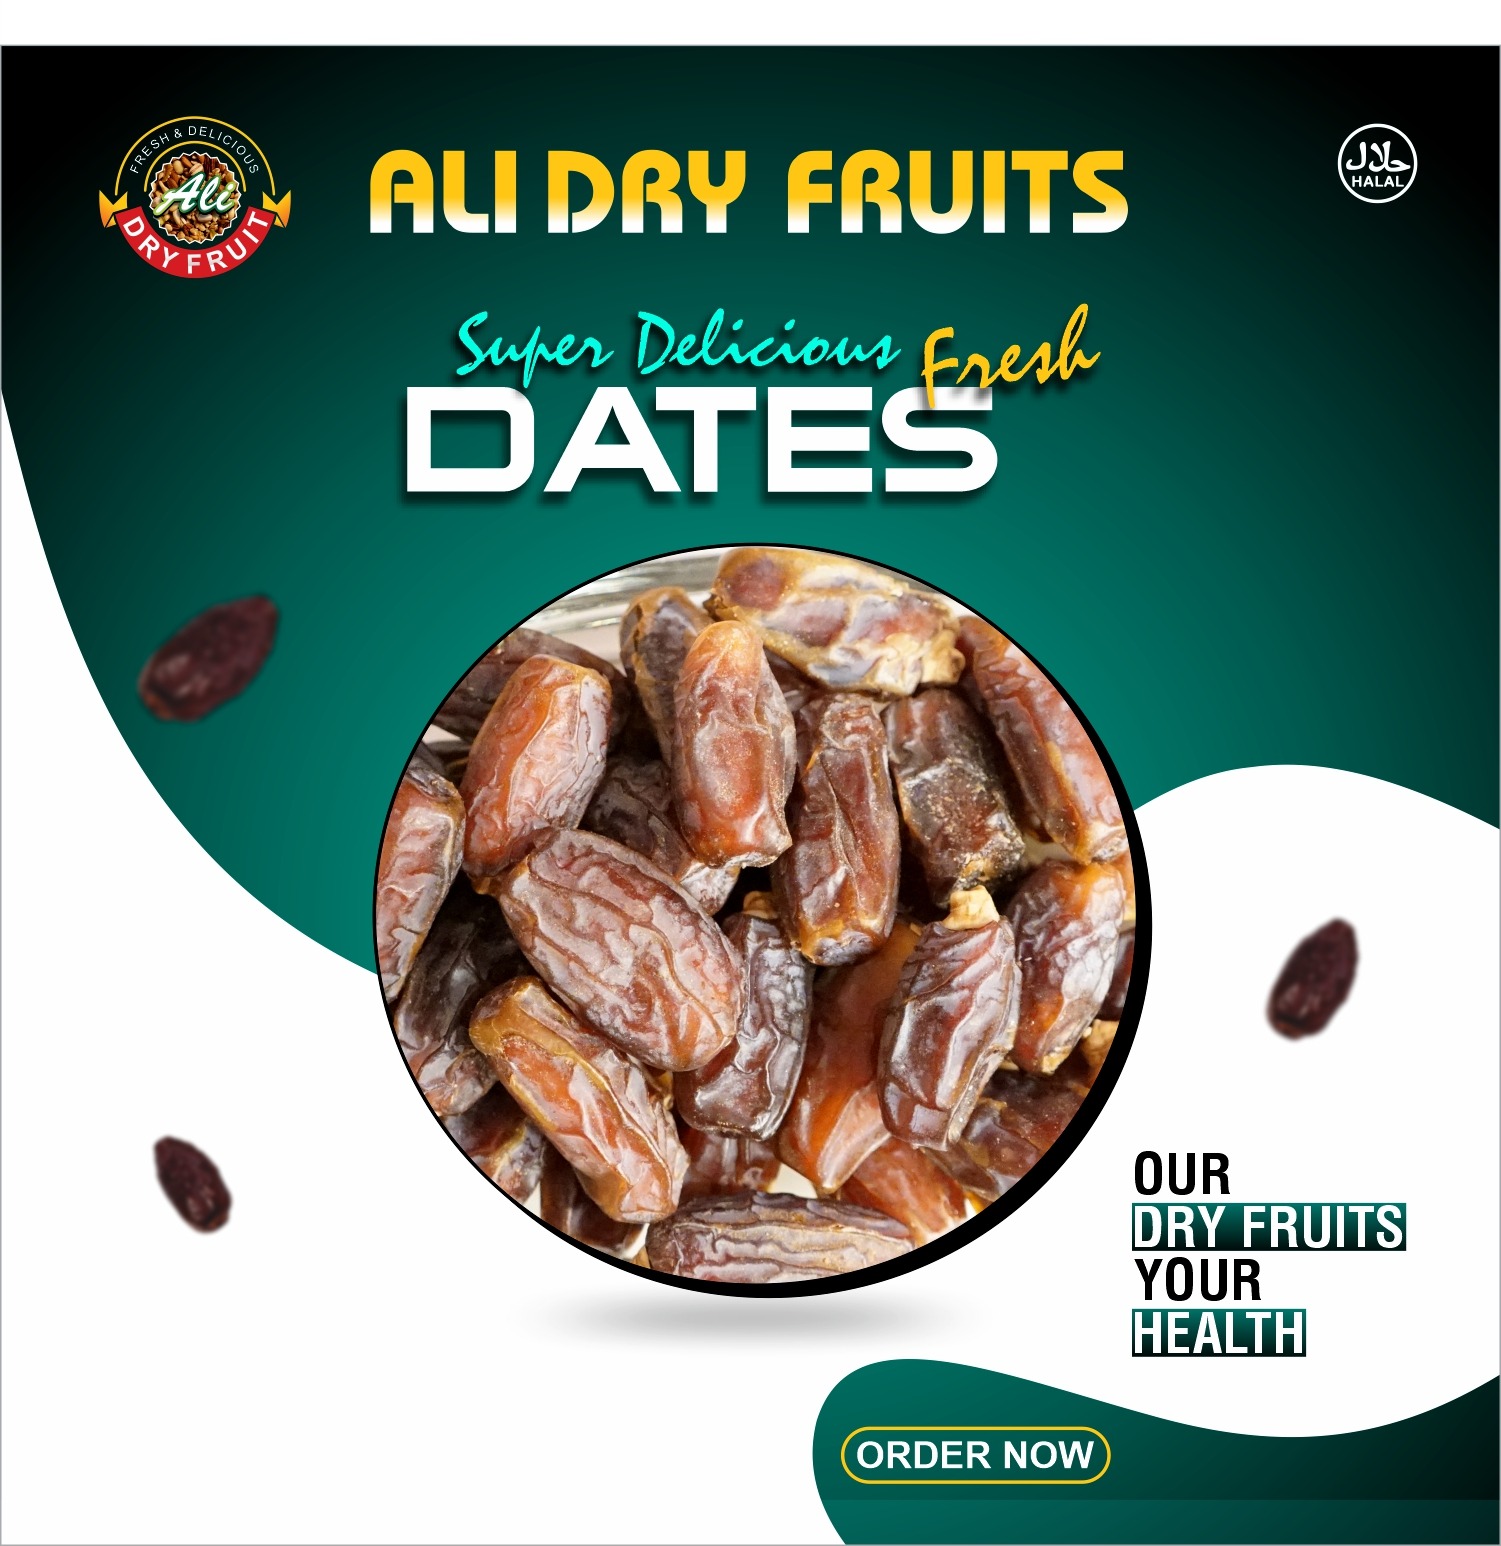 FRESH & DELICIOUS
Ali
DRY FRUIT
ALI DRY FRUITS
حلال
HALAL
Super Delicious Fresh
DATES
OUR
DRY FRUITS
YOUR
HEALTH
ORDER NOW